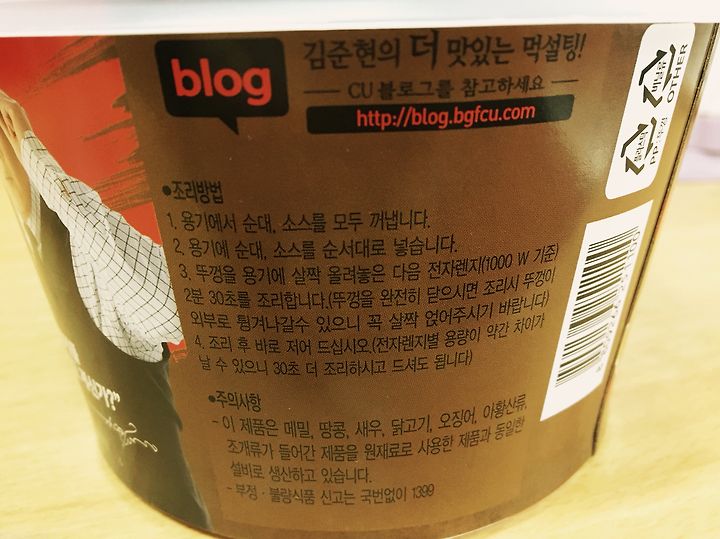 blog
김준현의 더 맛있는 먹설팅!
CU 블로그를 참고하세요
http://blog.bgfcu.com
비닐류
OTHER
플라스틱
PP : 뚜껑
•조리방법
1. 용기에서 순대, 소스를 모두 꺼냅니다.
2. 용기에 순대, 소스를 순서대로 넣습니다.
3. 뚜껑을 용기에 살짝 올려놓은 다음 전자렌지(1000 W 기준)
2분 30초를 조리합니다.(뚜껑을 완전히 닫으시면 조리시 뚜껑이
외부로 튕겨나갈수 있으니 꼭 살짝 얹어주시기 바랍니다)
4. 조리 후 바로 저어 드십시오.(전자렌지별 용량이 약간 차이가
날 수 있으니 30초 더 조리하시고 드셔도 됩니다)
•주의사항
- 이 제품은 메밀, 땅콩, 새우, 닭고기, 오징어, 아황산류,
조개류가 들어간 제품을 원재료로 사용한 제품과 동일한
설비로 생산하고 있습니다.
- 부정·불량식품 신고는 국번없이 1399